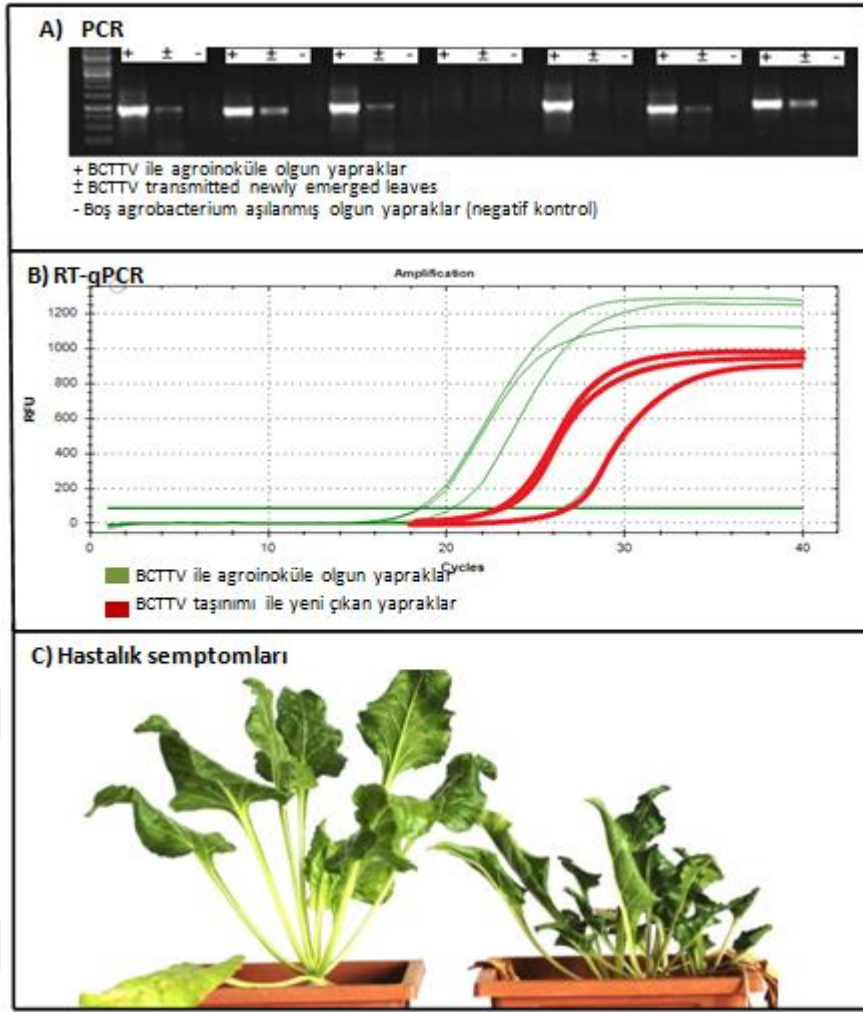 A) PCR
+ ± - + ± - + ± - + ± - + ± - + ± - + ± -
+ BCTTV ile agroinoküle olgun yapraklar
± BCTTV transmitted newly emerged leaves
- Boş agrobacterium aşılanmış olgun yapraklar (negatif kontrol)
B) RT-qPCR
Amplification
1200
1000
800
600
400
200
0
RFU
0 10 20 30 40
Cycles
BCTTV ile agroinoküle olgun yapraklar
BCTTV taşınımı ile yeni çıkan yapraklar
C) Hastalık semptomları